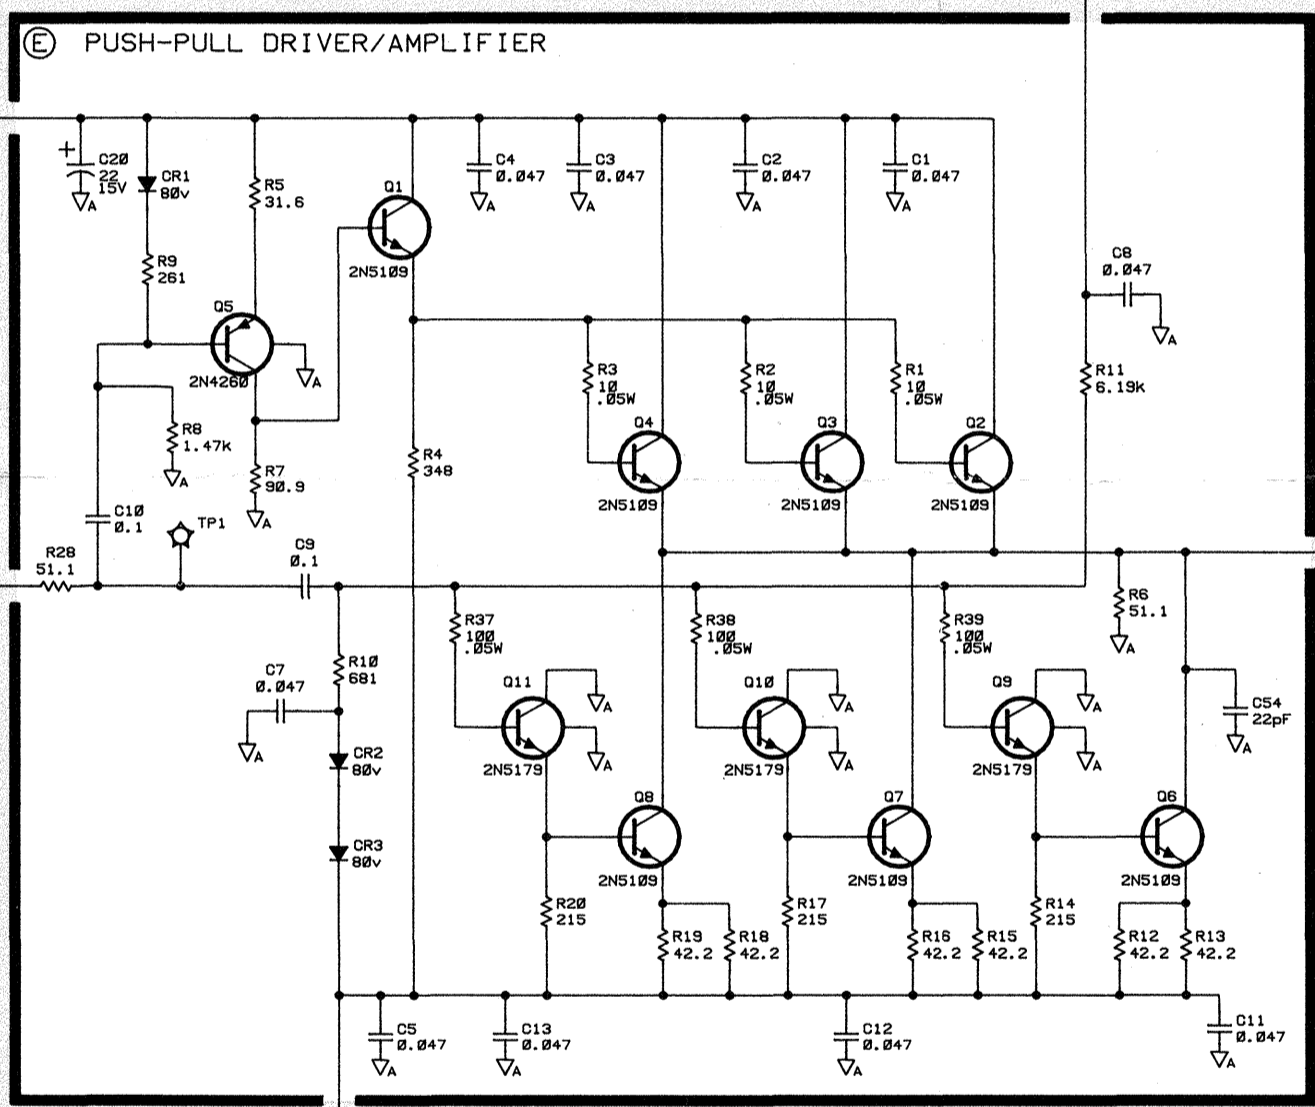 E PUSH-PULL DRIVER/AMPLIFIER
+
C20
22
15V
A
CR1
80v
R5
31.6
Q1
2N5109
C4
0.047
A
C3
0.047
A
C2
0.047
A
C1
0.047
A
R9
261
Q5
2N4260
A
C8
0.047
A
R3
10
.05W
R2
10
.05W
R1
10
.05W
R11
6.19k
Q4
2N5109
Q3
2N5109
Q2
2N5109
R8
1.47k
A
R7
90.9
A
R4
348
C10
0.1
TP1
R28
51.1
C9
0.1
R6
51.1
A
R37
100
.05W
R38
100
.05W
R39
100
.05W
R10
681
C7
0.047
A
Q11
2N5179
A
A
Q10
2N5179
A
A
Q9
2N5179
A
A
C54
22pF
A
CR2
80v
CR3
80v
Q8
2N5109
Q7
2N5109
Q6
2N5109
R20
215
R19
42.2
R18
42.2
R17
215
R16
42.2
R15
42.2
R14
215
R12
42.2
R13
42.2
C5
0.047
A
C13
0.047
A
C12
0.047
A
C11
0.047
A